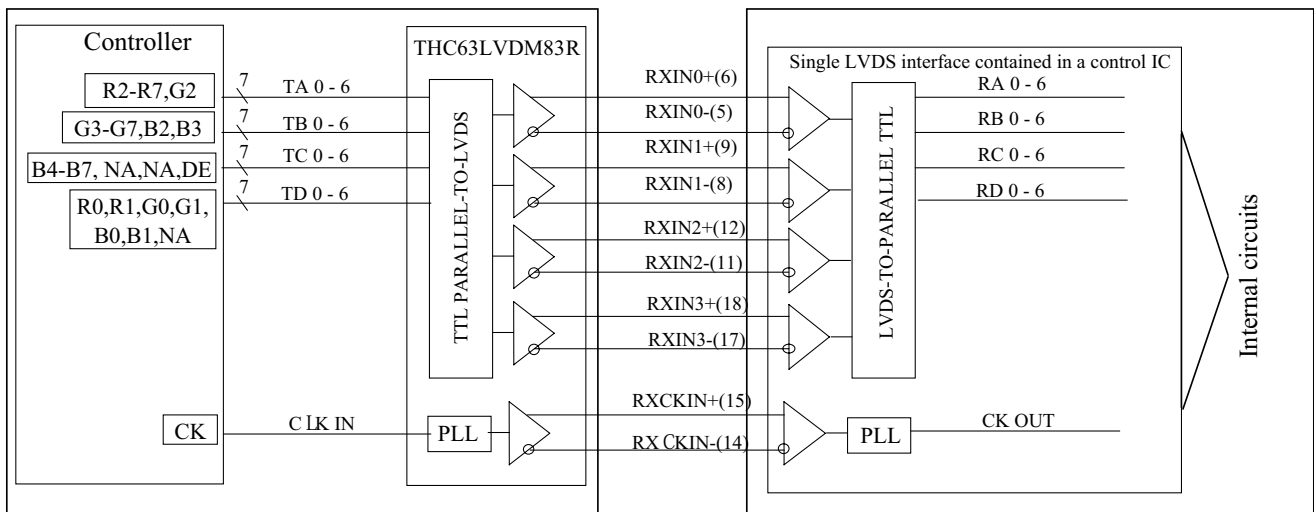 Controller
THC63LVDM83R
Single LVDS interface contained in a control IC
R2-R7,G2
7
TA 0 - 6
RXIN0+(6)
RA 0 - 6
G3-G7,B2,B3
7
TB 0 - 6
RXIN0-(5)
RB 0 - 6
B4-B7, NA,NA,DE
7
TC 0 - 6
RXIN1+(9)
RC 0 - 6
R0,R1,G0,G1,
B0,B1,NA
7
TD 0 - 6
RXIN1-(8)
RD 0 - 6
RXIN2+(12)
RXIN2-(11)
RXIN3+(18)
RXIN3-(17)
TTL PARALLEL-TO-LVDS
LVDS-TO-PARALLEL TTL
Internal circuits
CK
CLK IN
PLL
RXCKIN+(15)
RXCKIN-(14)
PLL
CK OUT